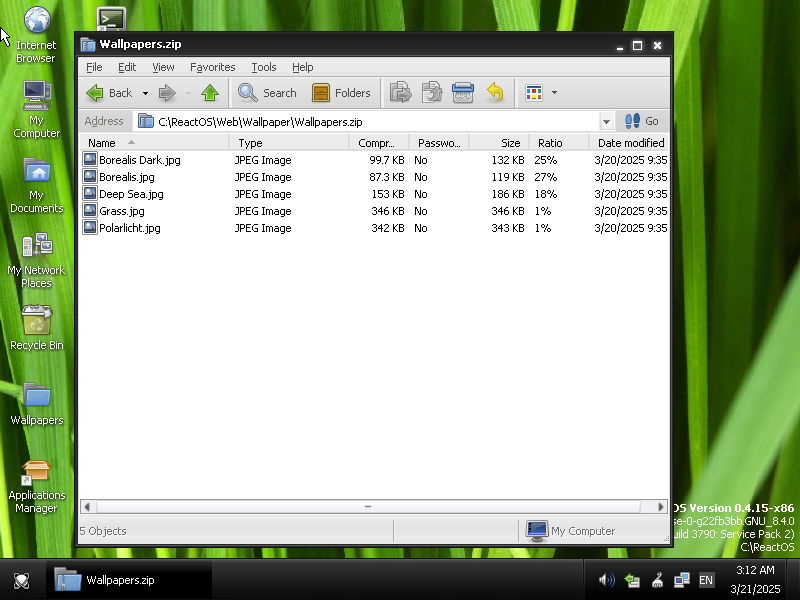 Wallpapers.zip
File Edit View Favorites Tools Help
Back Search Folders
Address C:\ReactOS\Web\Wallpaper\Wallpapers.zip Go
Name Type Compr... Passwo... Size Ratio Date modified
Borealis Dark.jpg JPEG Image 99.7 KB No 132 KB 25% 3/20/2025 9:35
Borealis.jpg JPEG Image 87.3 KB No 119 KB 27% 3/20/2025 9:35
Deep Sea.jpg JPEG Image 153 KB No 186 KB 18% 3/20/2025 9:35
Grass.jpg JPEG Image 346 KB No 346 KB 1% 3/20/2025 9:35
Polarlicht.jpg JPEG Image 342 KB No 343 KB 1% 3/20/2025 9:35
5 Objects My Computer
Internet
Browser
My
Computer
My
Documents
My Network
Places
Recycle Bin
Wallpapers
Applications
Manager
OS Version 0.4.15-x86
se-0-g22fb3bb.GNU_8.4.0
uild 3790: Service Pack 2)
C:\ReactOS
Wallpapers.zip
EN
3:12 AM
3/21/2025